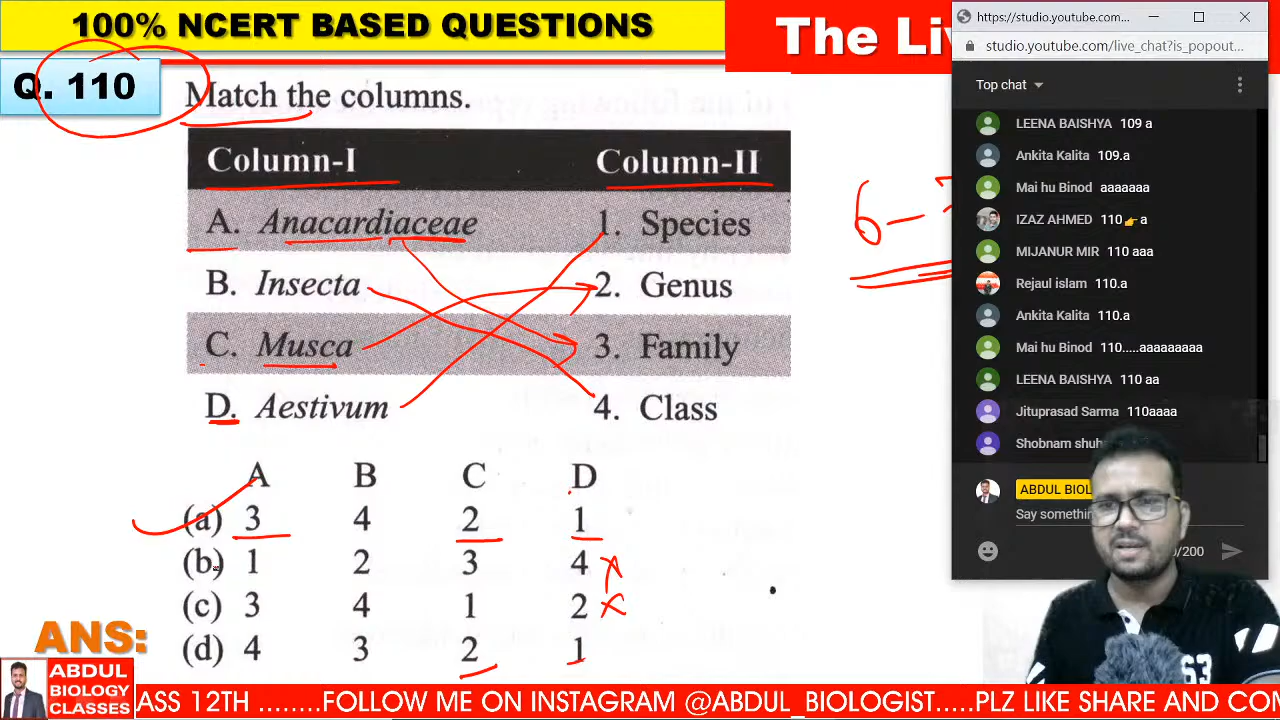 100% NCERT BASED QUESTIONS
The Li
Q. 110
Match the columns.
Column-I Column-II
A. Anacardiaceae 1. Species
B. Insecta 2. Genus
C. Musca 3. Family
D. Aestivum 4. Class
A B C D
(a) 3 4 2 1
(b) 1 2 3 4
(c) 3 4 1 2
(d) 4 3 2 1
6-
ANS:
ABDUL
BIOLOGY
CLASSES
ASS 12TH ........FOLLOW ME ON INSTAGRAM @ABDUL_BIOLOGIST.....PLZ LIKE SHARE AND COM
https://studio.youtube.com...
studio.youtube.com/live_chat?is_popout...
Top chat
LEENA BAISHYA 109 a
Ankita Kalita 109.a
Mai hu Binod aaaaaaa
IZAZ AHMED 110 👉 a
MIJANUR MIR 110 aaa
Rejaul islam 110.a
Ankita Kalita 110.a
Mai hu Binod 110.....aaaaaaaaa
LEENA BAISHYA 110 aa
Jituprasad Sarma 110aaaa
Shobnam
ABDUL BIOL
Say somethin
/200
63